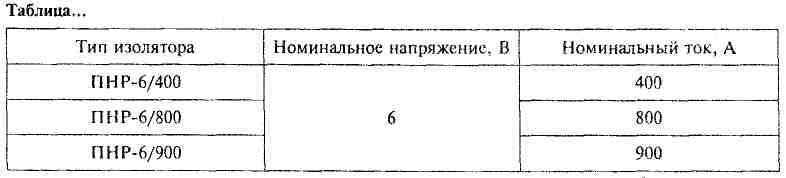 Таблица...
Тип изолятора Номинальное напряжение, В Номинальный ток, А
ПНР-6/400 400
ПНР-6/800 6 800
ПНР-6/900 900